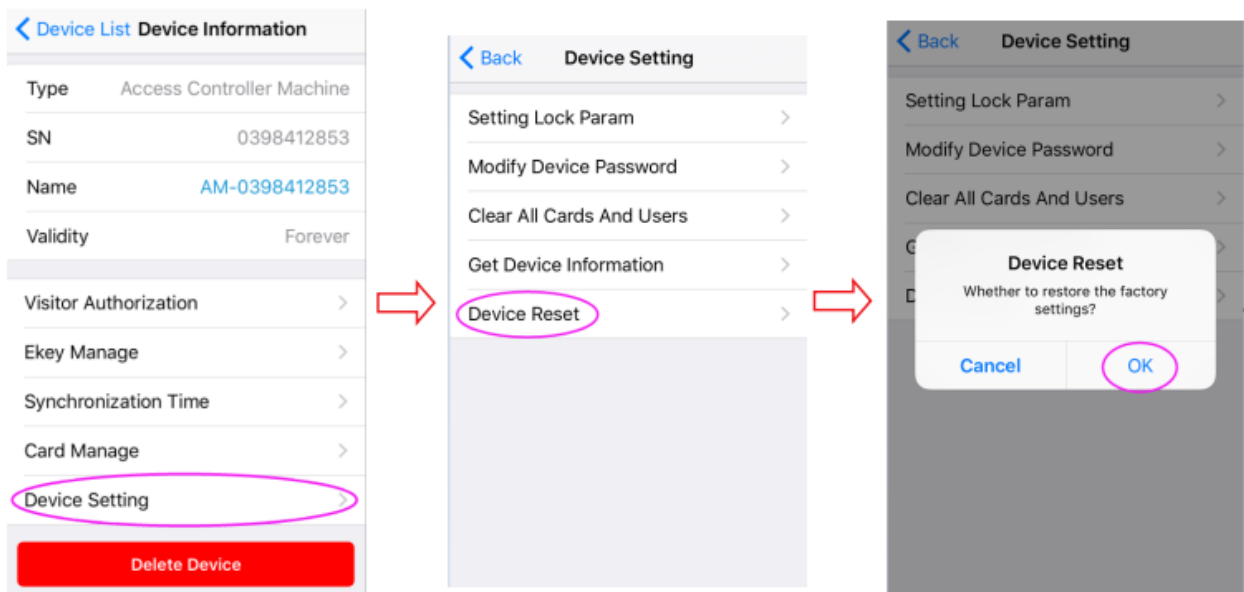 Device List Device Information
Type Access Controller Machine
SN 0398412853
Name AM-0398412853
Validity Forever
Visitor Authorization
Ekey Manage
Synchronization Time
Card Manage
Device Setting
Delete Device
Back Device Setting
Setting Lock Param
Modify Device Password
Clear All Cards And Users
Get Device Information
Device Reset
Back Device Setting
Setting Lock Param
Modify Device Password
Clear All Cards And Users
G
D
Device Reset
Whether to restore the factory
settings?
Cancel OK